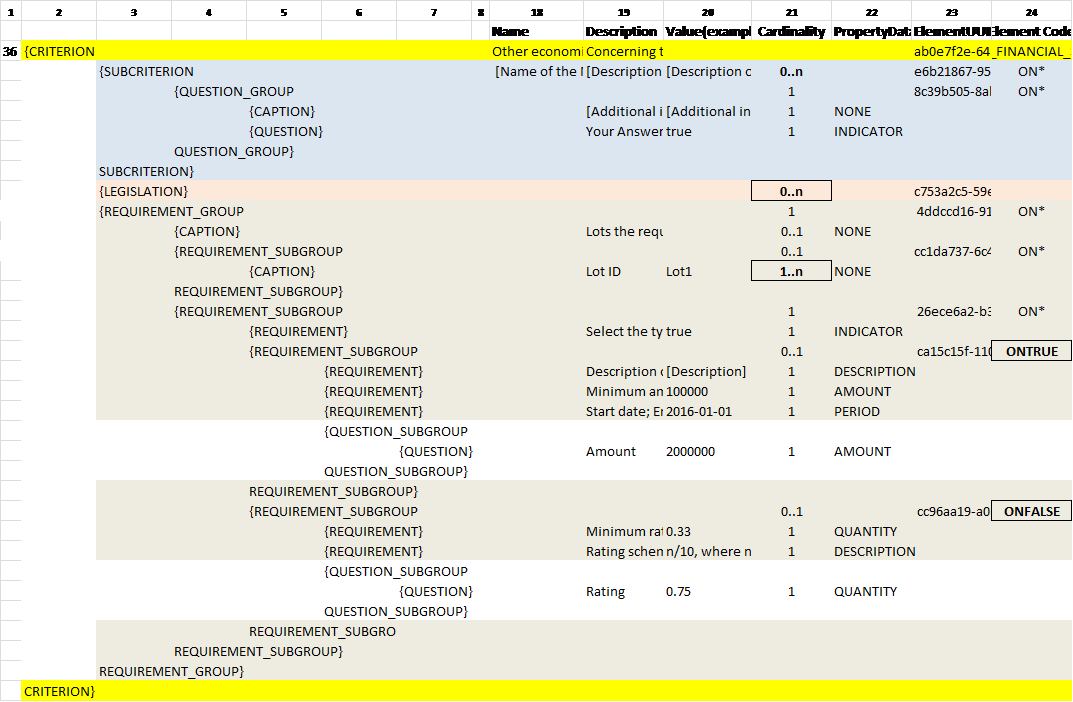 1 2 3 4 5 6 7 8 18 19 20 21 22 23 24
Name Description Value(exampl Cardinality PropertyDat ElementUUI Element Code
36 {CRITERION Other economi Concerning t ab0e7f2e-64 _FINANCIAL_
{SUBCRITERION [Name of the [Description [Description o 0..n e6b21867-95 ON*
{QUESTION_GROUP 1 8c39b505-8al ON*
{CAPTION} [Additional i [Additional in 1 NONE
{QUESTION} Your Answer true 1 INDICATOR
QUESTION_GROUP}
SUBCRITERION}
{LEGISLATION} 0..n c753a2c5-59e
{REQUIREMENT_GROUP 1 4ddccd16-91 ON*
{CAPTION} Lots the requ 0..1 NONE
{REQUIREMENT_SUBGROUP 0..1 cc1da737-6c4 ON*
{CAPTION} Lot ID Lot1 1..n NONE
REQUIREMENT_SUBGROUP}
{REQUIREMENT_SUBGROUP 1 26ece6a2-b3 ON*
{REQUIREMENT} Select the ty true 1 INDICATOR
{REQUIREMENT_SUBGROUP 0..1 ca15c15f-110 ONTRUE
{REQUIREMENT} Description o [Description] 1 DESCRIPTION
{REQUIREMENT} Minimum an 100000 1 AMOUNT
{REQUIREMENT} Start date; En 2016-01-01 1 PERIOD
{QUESTION_SUBGROUP
{QUESTION} Amount 2000000 1 AMOUNT
QUESTION_SUBGROUP}
REQUIREMENT_SUBGROUP}
{REQUIREMENT_SUBGROUP 0..1 cc96aa19-a0 ONFALSE
{REQUIREMENT} Minimum rat 0.33 1 QUANTITY
{REQUIREMENT} Rating schem n/10, where n 1 DESCRIPTION
{QUESTION_SUBGROUP
{QUESTION} Rating 0.75 1 QUANTITY
QUESTION_SUBGROUP}
REQUIREMENT_SUBGRO
REQUIREMENT_SUBGROUP}
REQUIREMENT_GROUP}
CRITERION}